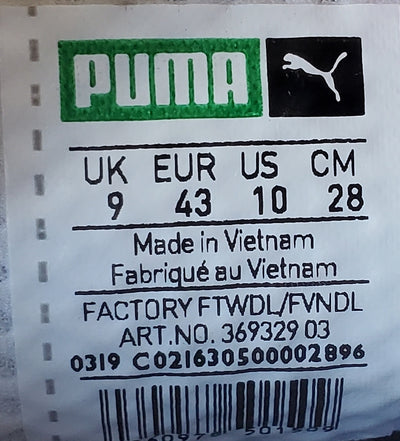 PUMA
UK EUR US CM
9 43 10 28
Made in Vietnam
Fabriqué au Vietnam
FACTORY FTWDL/FVNDL
ART.NO. 369329 03
0319 C021630500002896